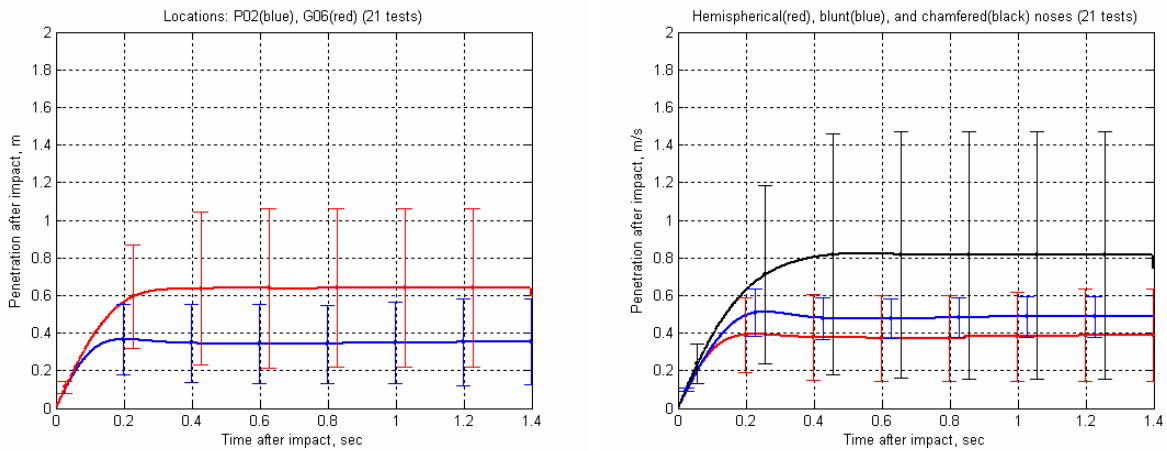 Locations: P02(blue), G06(red) (21 tests)
2
1.8
1.6
1.4
1.2
1
0.8
0.6
0.4
0.2
0
Penetration after impact, m
0 0.2 0.4 0.6 0.8 1 1.2 1.4
Time after impact, sec
Hemispherical(red), blunt(blue), and chamfered(black) noses (21 tests)
2
1.8
1.6
1.4
1.2
1
0.8
0.6
0.4
0.2
0
Penetration after impact, m/s
0 0.2 0.4 0.6 0.8 1 1.2 1.4
Time after impact, sec